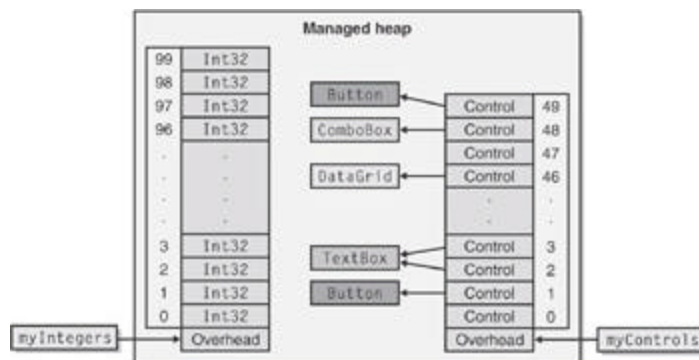 Managed heap
99 Int32
98 Int32
97 Int32
96 Int32
3 Int32
2 Int32
1 Int32
0 Int32
Overhead
myIntegers
Button
ComboBox
DataGrid
TextBox
Button
Control 49
Control 48
Control 47
Control 46
Control 3
Control 2
Control 1
Control 0
Overhead
myControls